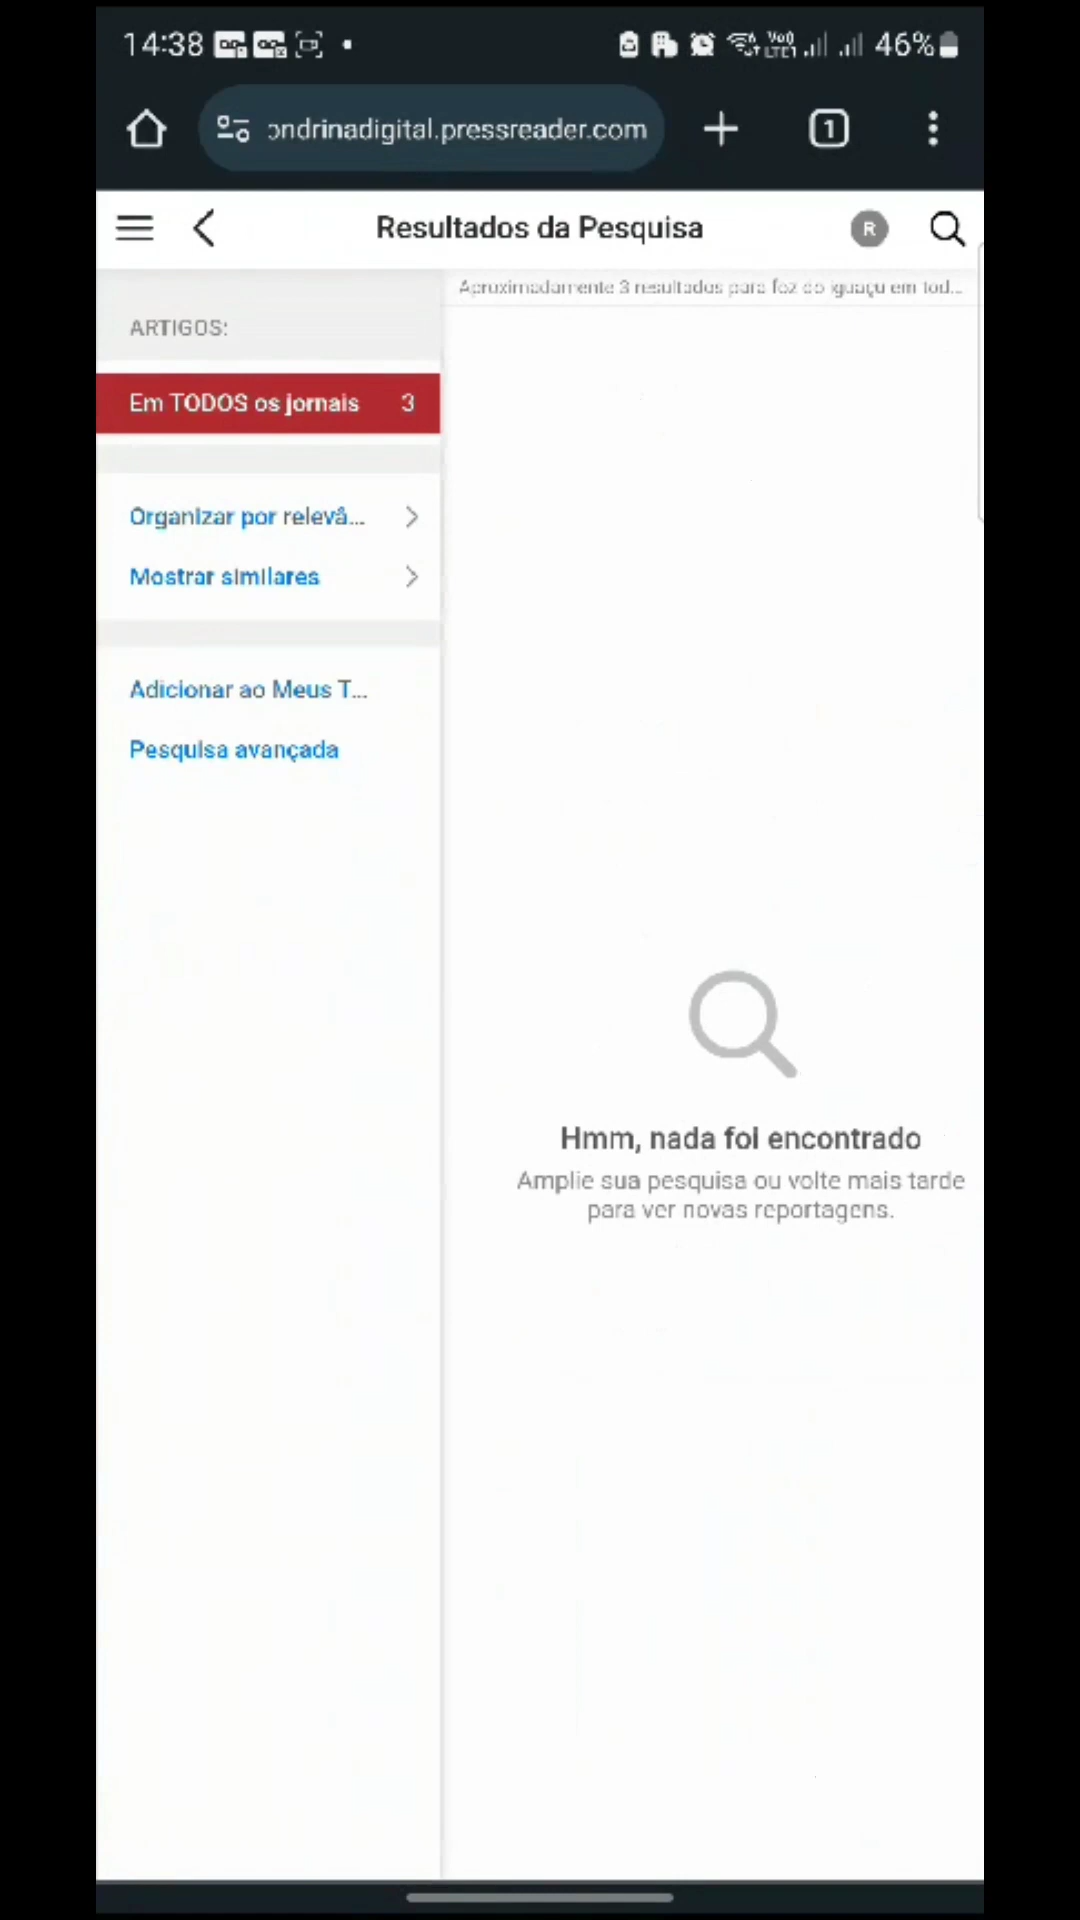 14:38
46%
ondrinadigital.pressreader.com
1
Resultados da Pesquisa
R
Aproximadamente 3 resultados para foz do iguaçu em tod...
ARTIGOS:
Em TODOS os jornais 3
Organizar por relevâ...
Mostrar similares
Adicionar ao Meus T...
Pesquisa avançada
Hmm, nada foi encontrado
Amplie sua pesquisa ou volte mais tarde
para ver novas reportagens.